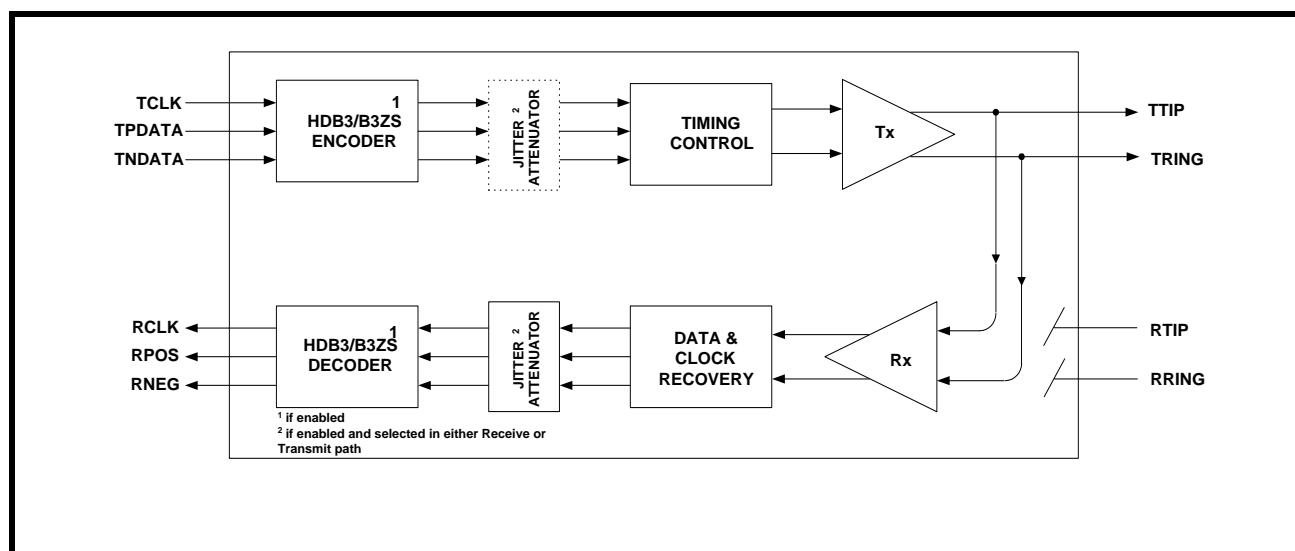 TCLK
TPDATA
TNDATA
1
HDB3/B3ZS
ENCODER
JITTER 2
ATTENUATOR
TIMING
CONTROL
Tx
TTIP
TRING
RCLK
RPOS
RNEG
1
HDB3/B3ZS
DECODER
JITTER 2
ATTENUATOR
DATA &
CLOCK
RECOVERY
Rx
RTIP
RRING
1 if enabled
2 if enabled and selected in either Receive or
Transmit path